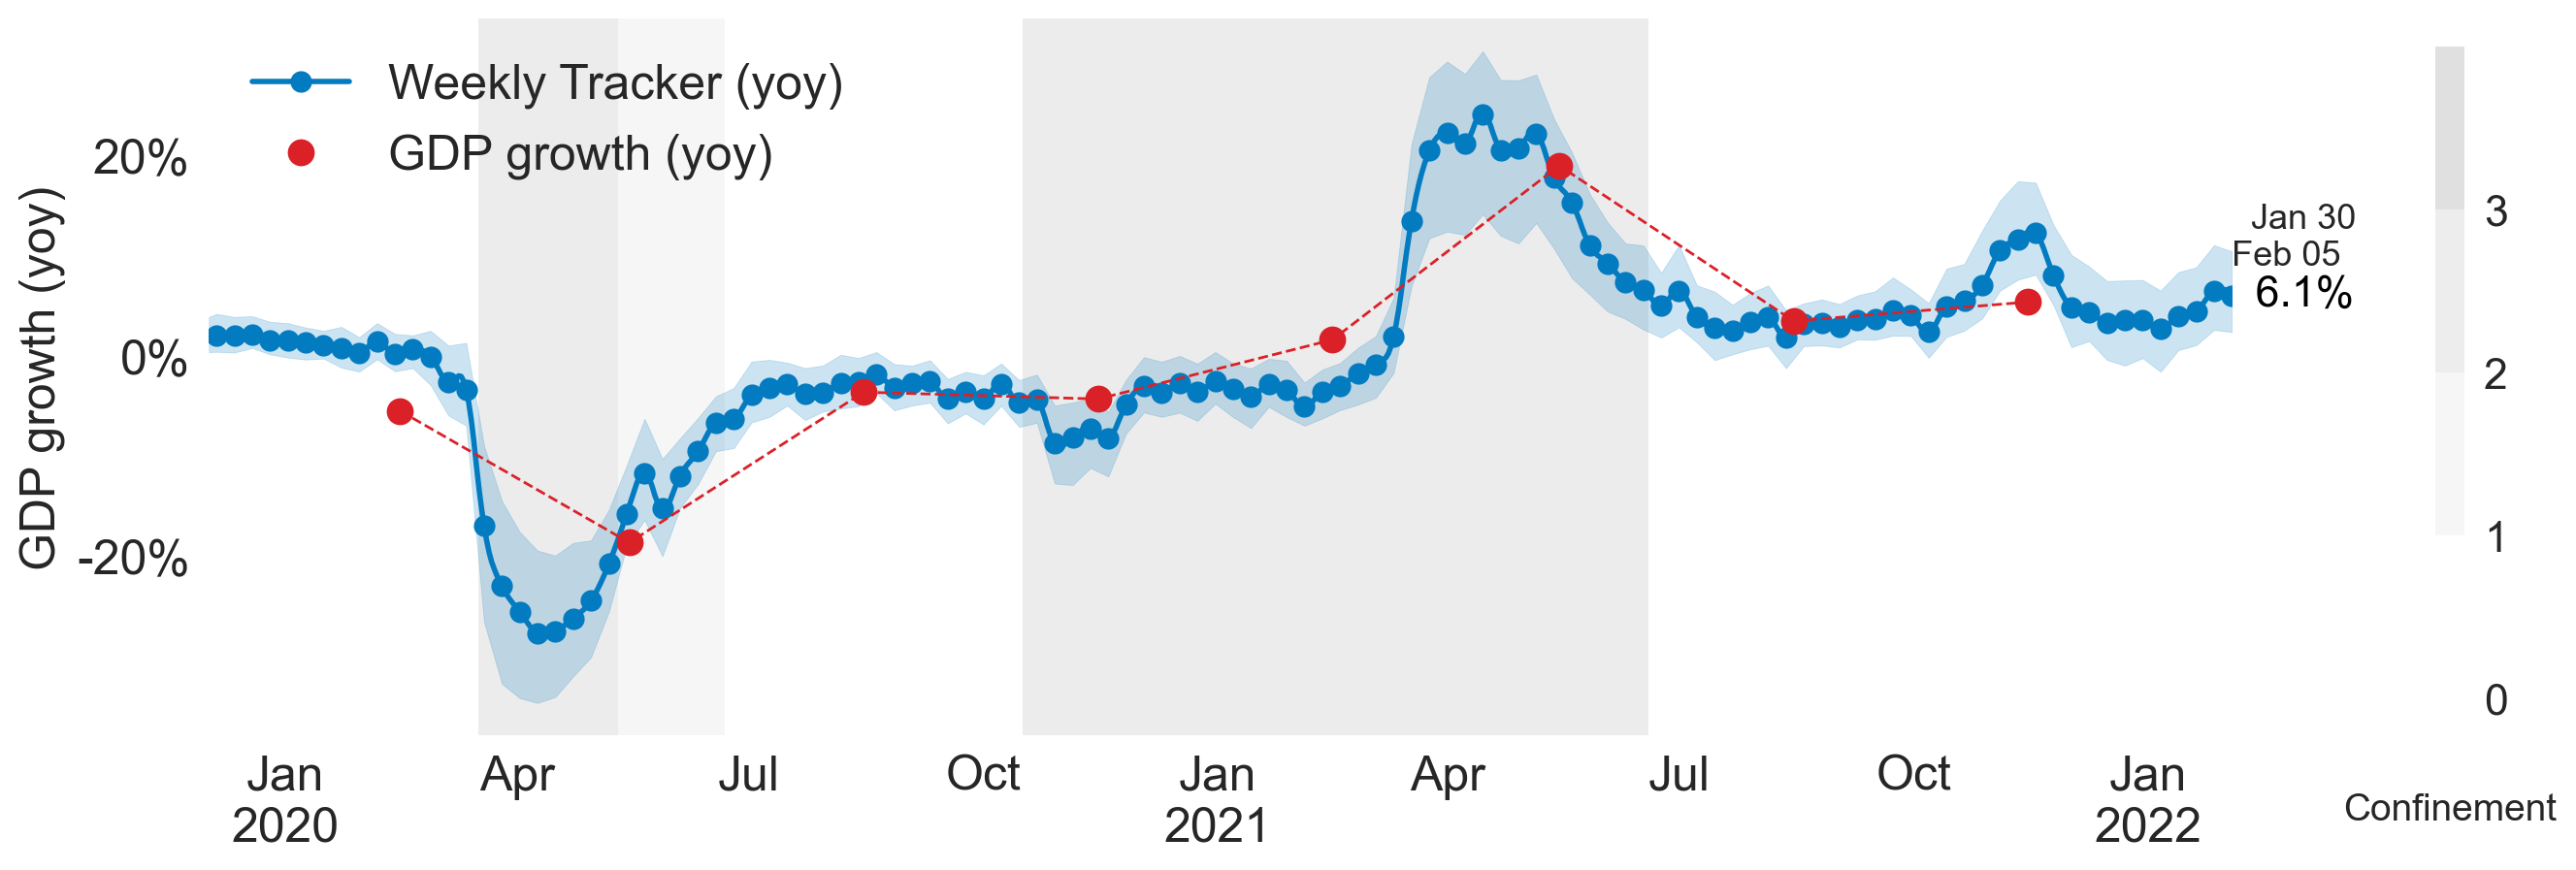 Weekly Tracker (yoy)
GDP growth (yoy)
GDP growth (yoy)
20%
0%
-20%
Jan 30
Feb 05
6.1%
3
2
1
0
Jan Apr Jul Oct Jan Apr Jul Oct Jan
2020 2021 2022
Confinement